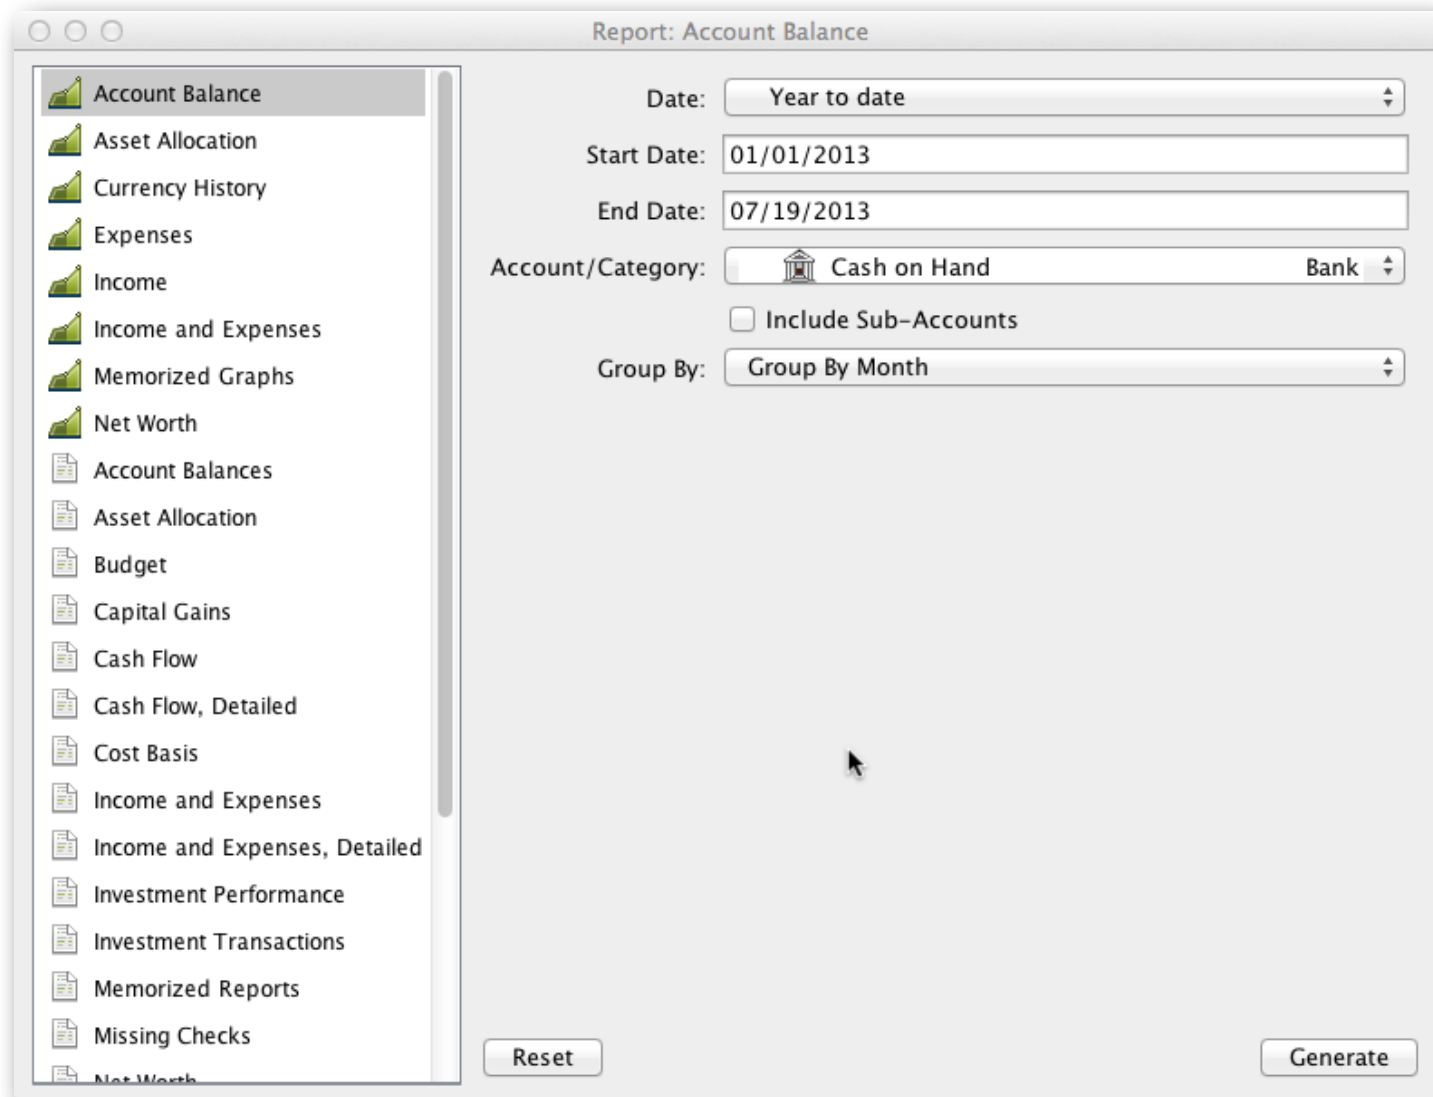 Report: Account Balance
Account Balance
Asset Allocation
Currency History
Expenses
Income
Income and Expenses
Memorized Graphs
Net Worth
Account Balances
Asset Allocation
Budget
Capital Gains
Cash Flow
Cash Flow, Detailed
Cost Basis
Income and Expenses
Income and Expenses, Detailed
Investment Performance
Investment Transactions
Memorized Reports
Missing Checks
Net Worth
Date: Year to date
Start Date: 01/01/2013
End Date: 07/19/2013
Account/Category: Cash on Hand Bank
Include Sub-Accounts
Group By: Group By Month
Reset Generate